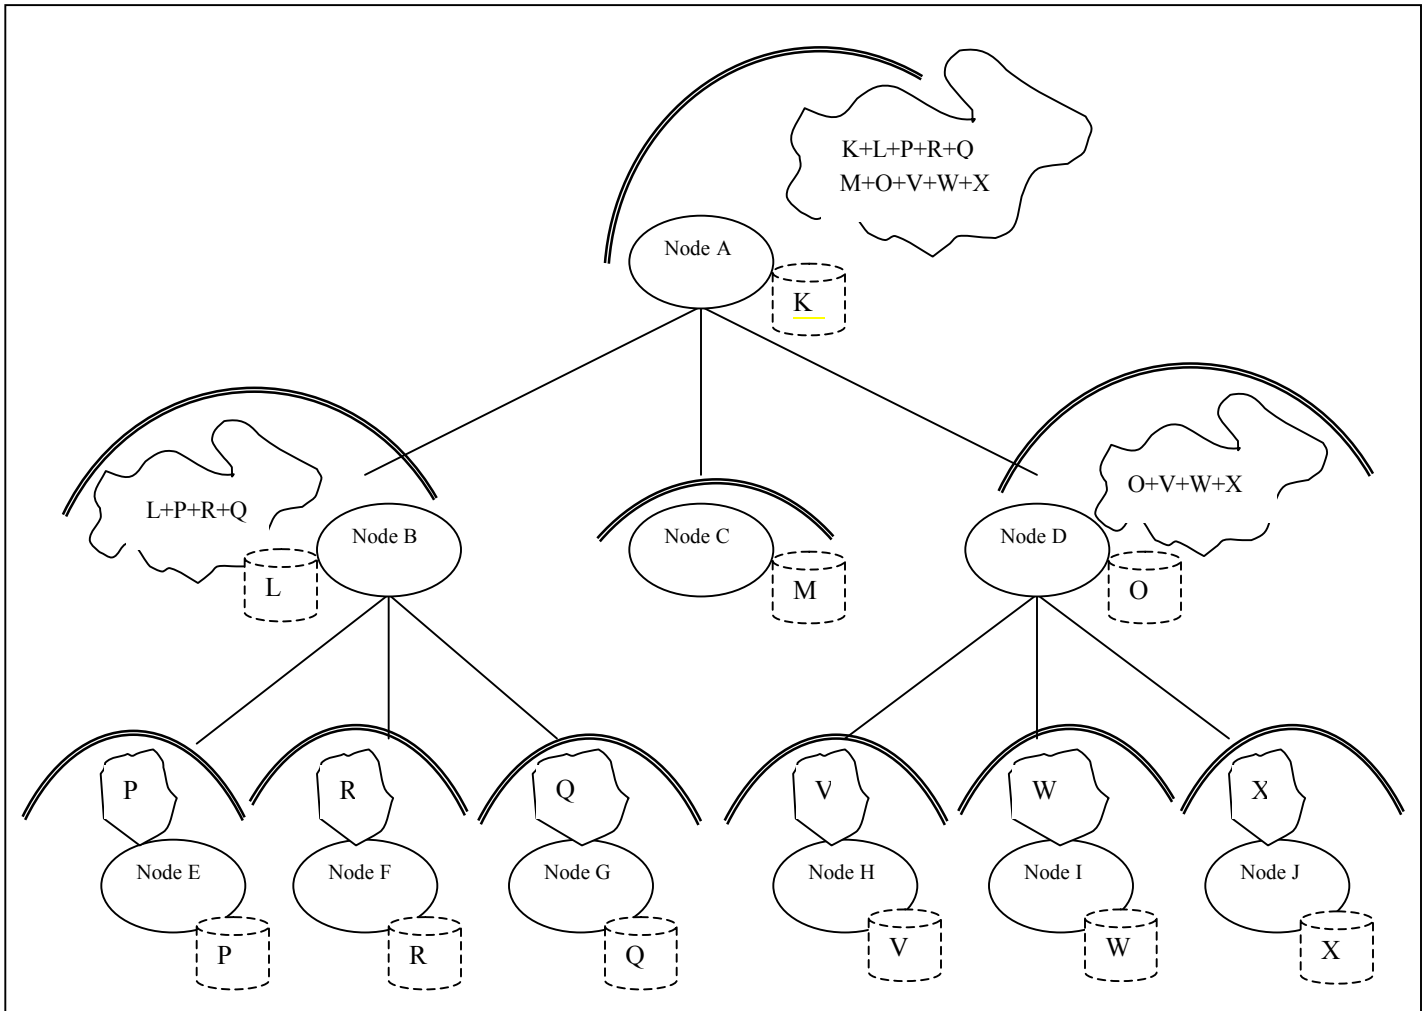 K+L+P+R+Q
M+O+V+W+X
Node A
K
L+P+R+Q
O+V+W+X
Node B
Node C
Node D
L
M
O
P
R
Q
V
W
X
Node E
Node F
Node G
Node H
Node I
Node J
P
R
Q
V
W
X